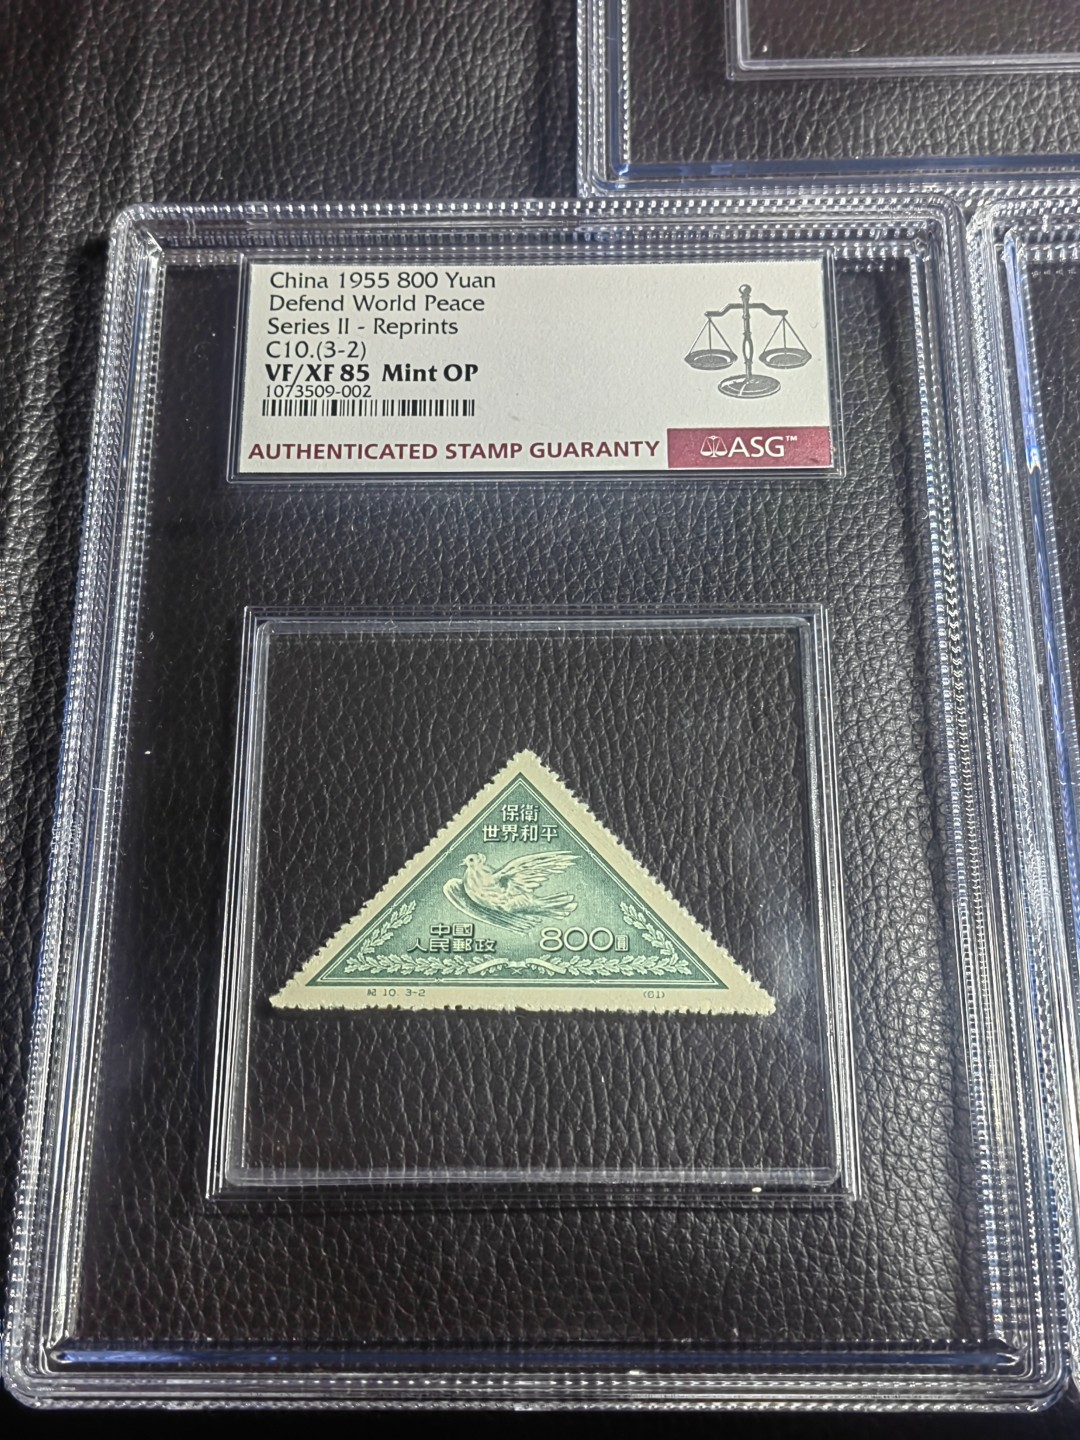 China 1955 800 Yuan
Defend World Peace
Series II - Reprints
C10.(3-2)
VF/XF 85 Mint OP
1073509-002
AUTHENTICATED STAMP GUARANTY
ASG™
保衛
世界和平
中國
人民郵政
800圓
紀 10. 3-2
(61)